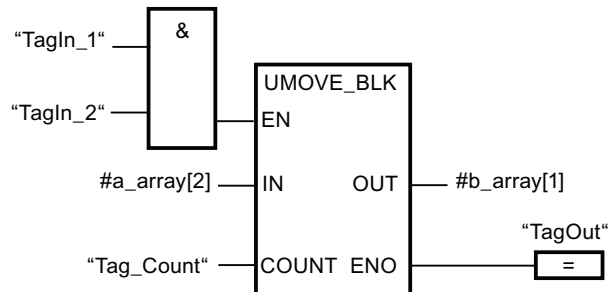 “TagIn_1“
&
“TagIn_2“
UMOVE_BLK
EN
#a_array[2] IN OUT #b_array[1]
“TagOut“
“Tag_Count“ COUNT ENO =